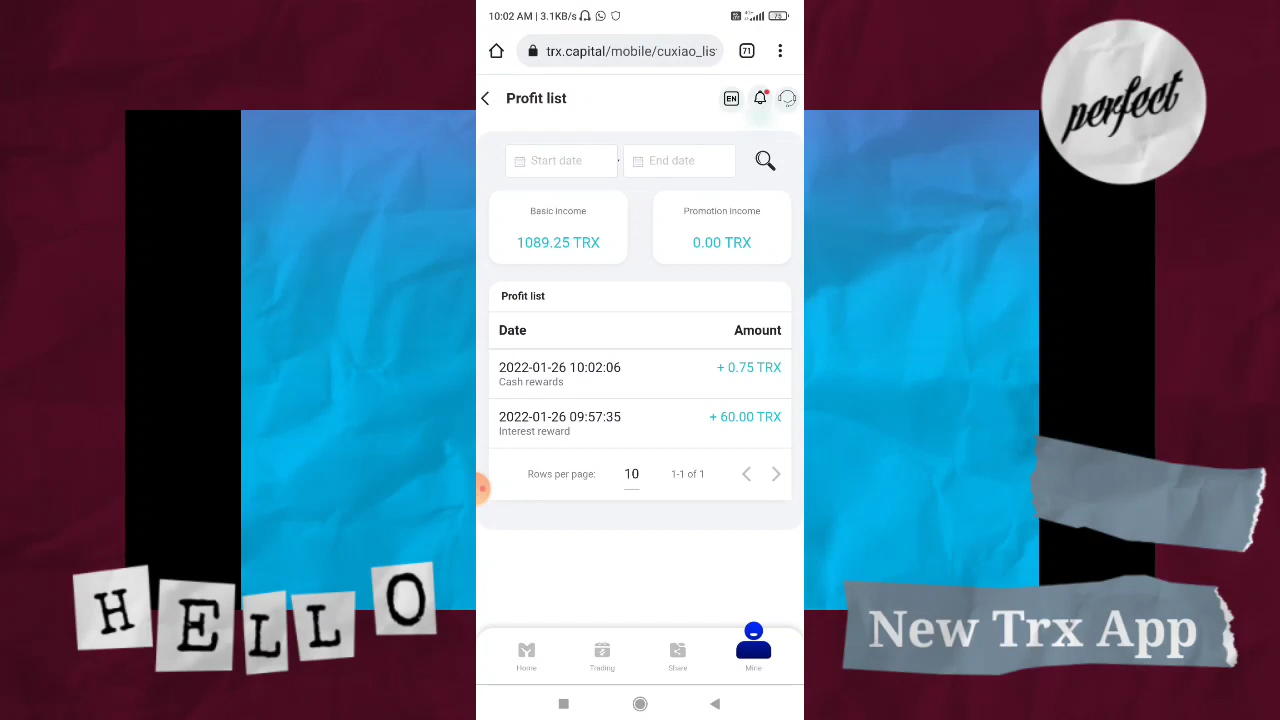 10:02 AM | 3.1KB/s
4G+
75
trx.capital/mobile/cuxiao_lis
71
Profit list
EN
Start date
End date
Basic income
Promotion income
1089.25 TRX
0.00 TRX
Profit list
Date
Amount
2022-01-26 10:02:06
+ 0.75 TRX
Cash rewards
2022-01-26 09:57:35
+ 60.00 TRX
Interest reward
Rows per page:
10
1-1 of 1
Home
Trading
Share
Mine
perfect
HELLO
New Trx App